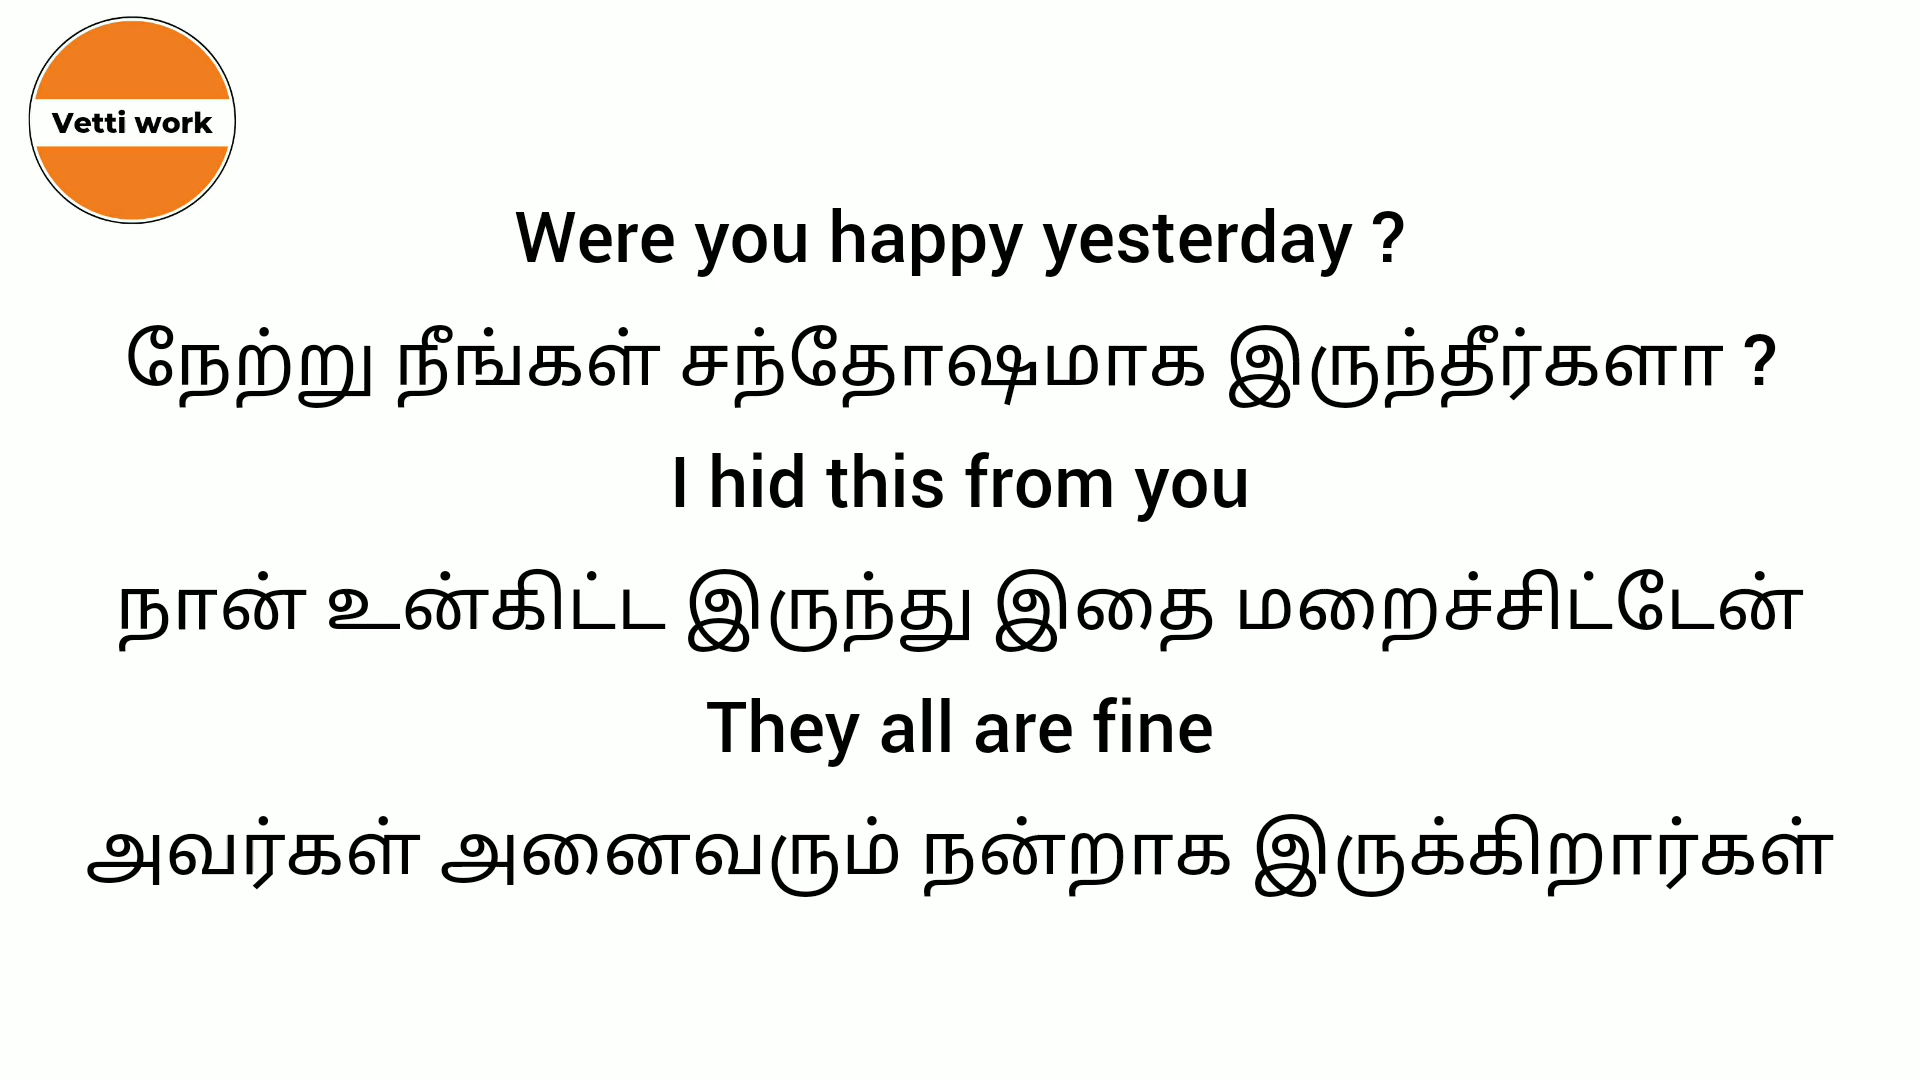 Vetti work
Were you happy yesterday ?
நேற்று நீங்கள் சந்தோஷமாக இருந்தீர்களா ?
I hid this from you
நான் உன்கிட்ட இருந்து இதை மறைச்சிட்டேன்
They all are fine
அவர்கள் அனைவரும் நன்றாக இருக்கிறார்கள்